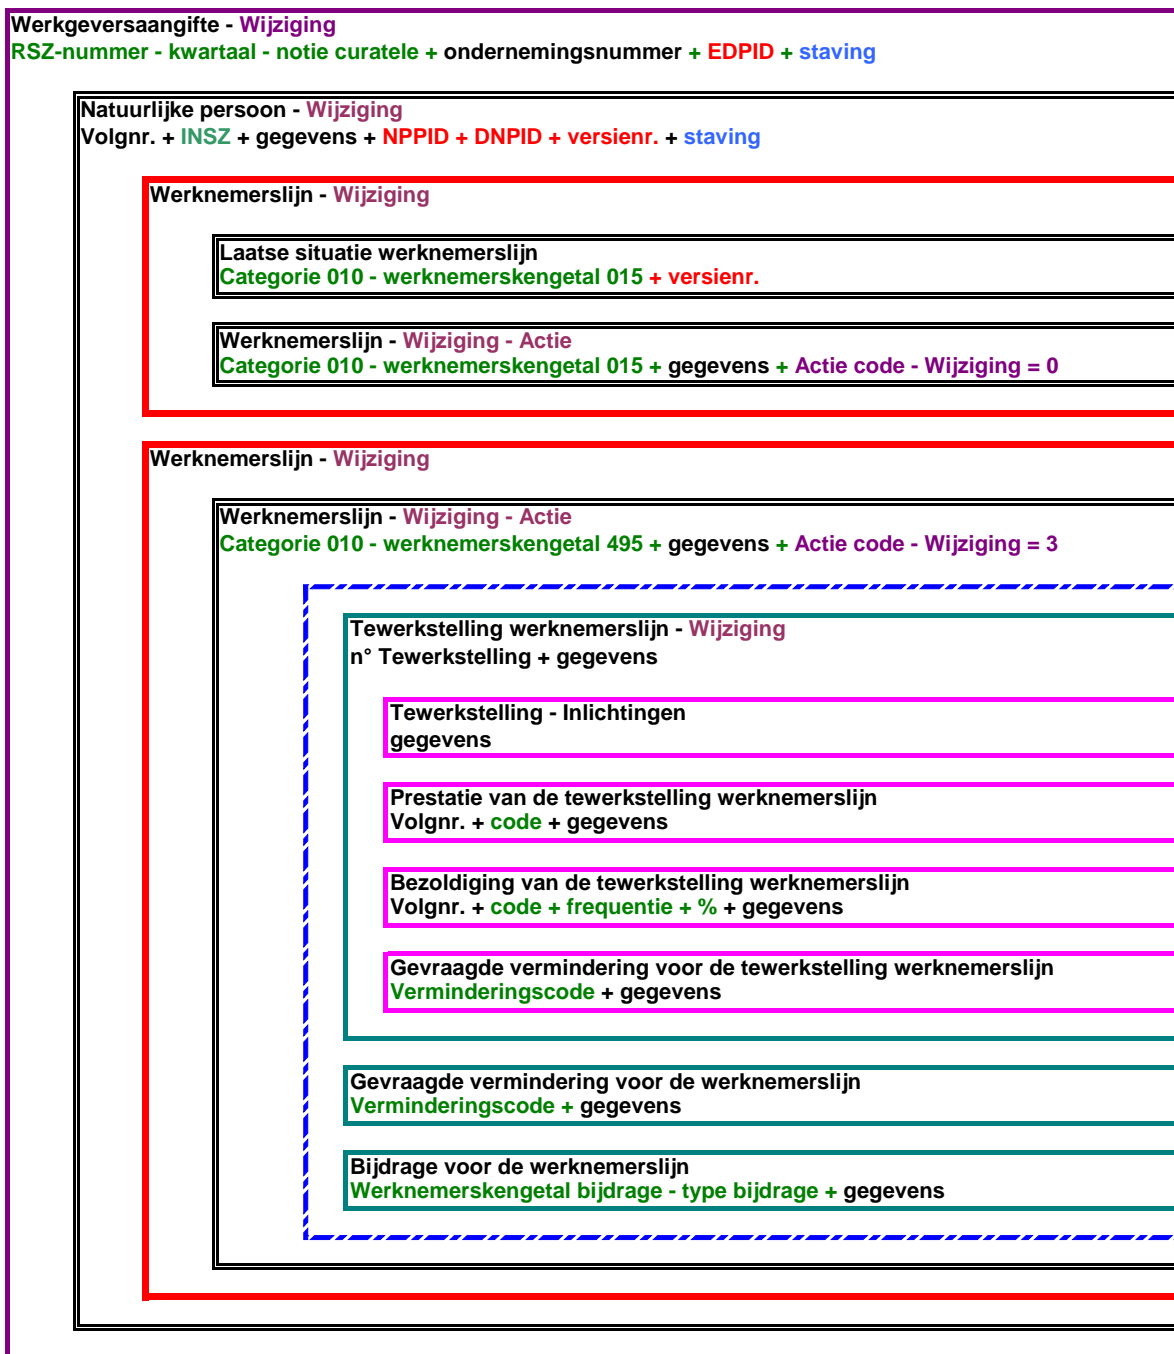 Werkgeversaangifte - Wijziging
RSZ-nummer - kwartaal - notie curatele + ondernemingsnummer + EDPID + staving
Natuurlijke persoon - Wijziging
Volgnr. + INSZ + gegevens + NPPID + DNPID + versienr. + staving
Werknemerslijn - Wijziging
Laatse situatie werknemerslijn
Categorie 010 - werknemerskengetal 015 + versienr.
Werknemerslijn - Wijziging - Actie
Categorie 010 - werknemerskengetal 015 + gegevens + Actie code - Wijziging = 0
Werknemerslijn - Wijziging
Werknemerslijn - Wijziging - Actie
Categorie 010 - werknemerskengetal 495 + gegevens + Actie code - Wijziging = 3
Tewerkstelling werknemerslijn - Wijziging
n° Tewerkstelling + gegevens
Tewerkstelling - Inlichtingen
gegevens
Prestatie van de tewerkstelling werknemerslijn
Volgnr. + code + gegevens
Bezoldiging van de tewerkstelling werknemerslijn
Volgnr. + code + frequentie + % + gegevens
Gevraagde vermindering voor de tewerkstelling werknemerslijn
Verminderingscode + gegevens
Gevraagde vermindering voor de werknemerslijn
Verminderingscode + gegevens
Bijdrage voor de werknemerslijn
Werknemerskengetal bijdrage - type bijdrage + gegevens